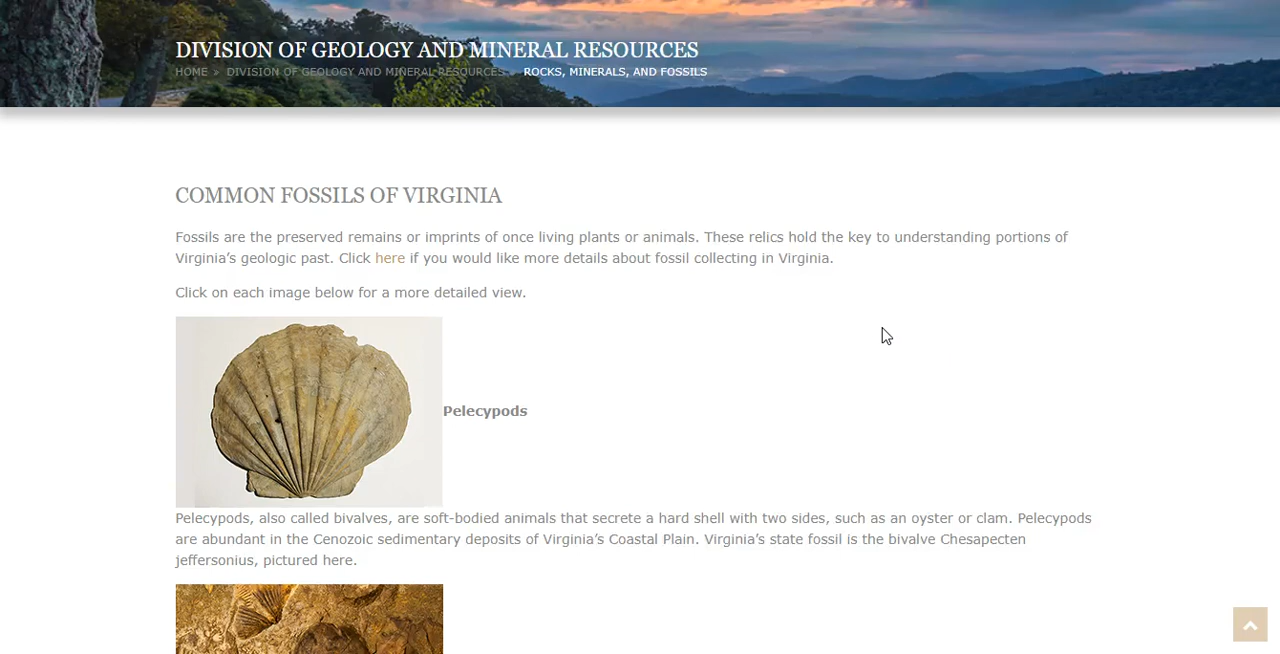 DIVISION OF GEOLOGY AND MINERAL RESOURCES
HOME » DIVISION OF GEOLOGY AND MINERAL RESOURCES » ROCKS, MINERALS, AND FOSSILS
COMMON FOSSILS OF VIRGINIA
Fossils are the preserved remains or imprints of once living plants or animals. These relics hold the key to understanding portions of
Virginia’s geologic past. Click here if you would like more details about fossil collecting in Virginia.
Click on each image below for a more detailed view.
Pelecypods
Pelecypods, also called bivalves, are soft-bodied animals that secrete a hard shell with two sides, such as an oyster or clam. Pelecypods
are abundant in the Cenozoic sedimentary deposits of Virginia’s Coastal Plain. Virginia’s state fossil is the bivalve Chesapecten
jeffersonius, pictured here.